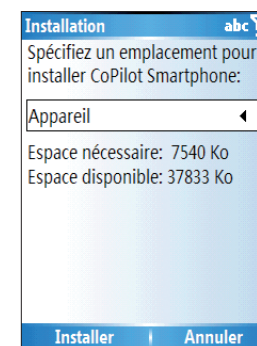 Installation abc
Spécifiez un emplacement pour
installer CoPilot Smartphone:
Appareil
Espace nécessaire: 7540 Ko
Espace disponible: 37833 Ko
Installer Annuler